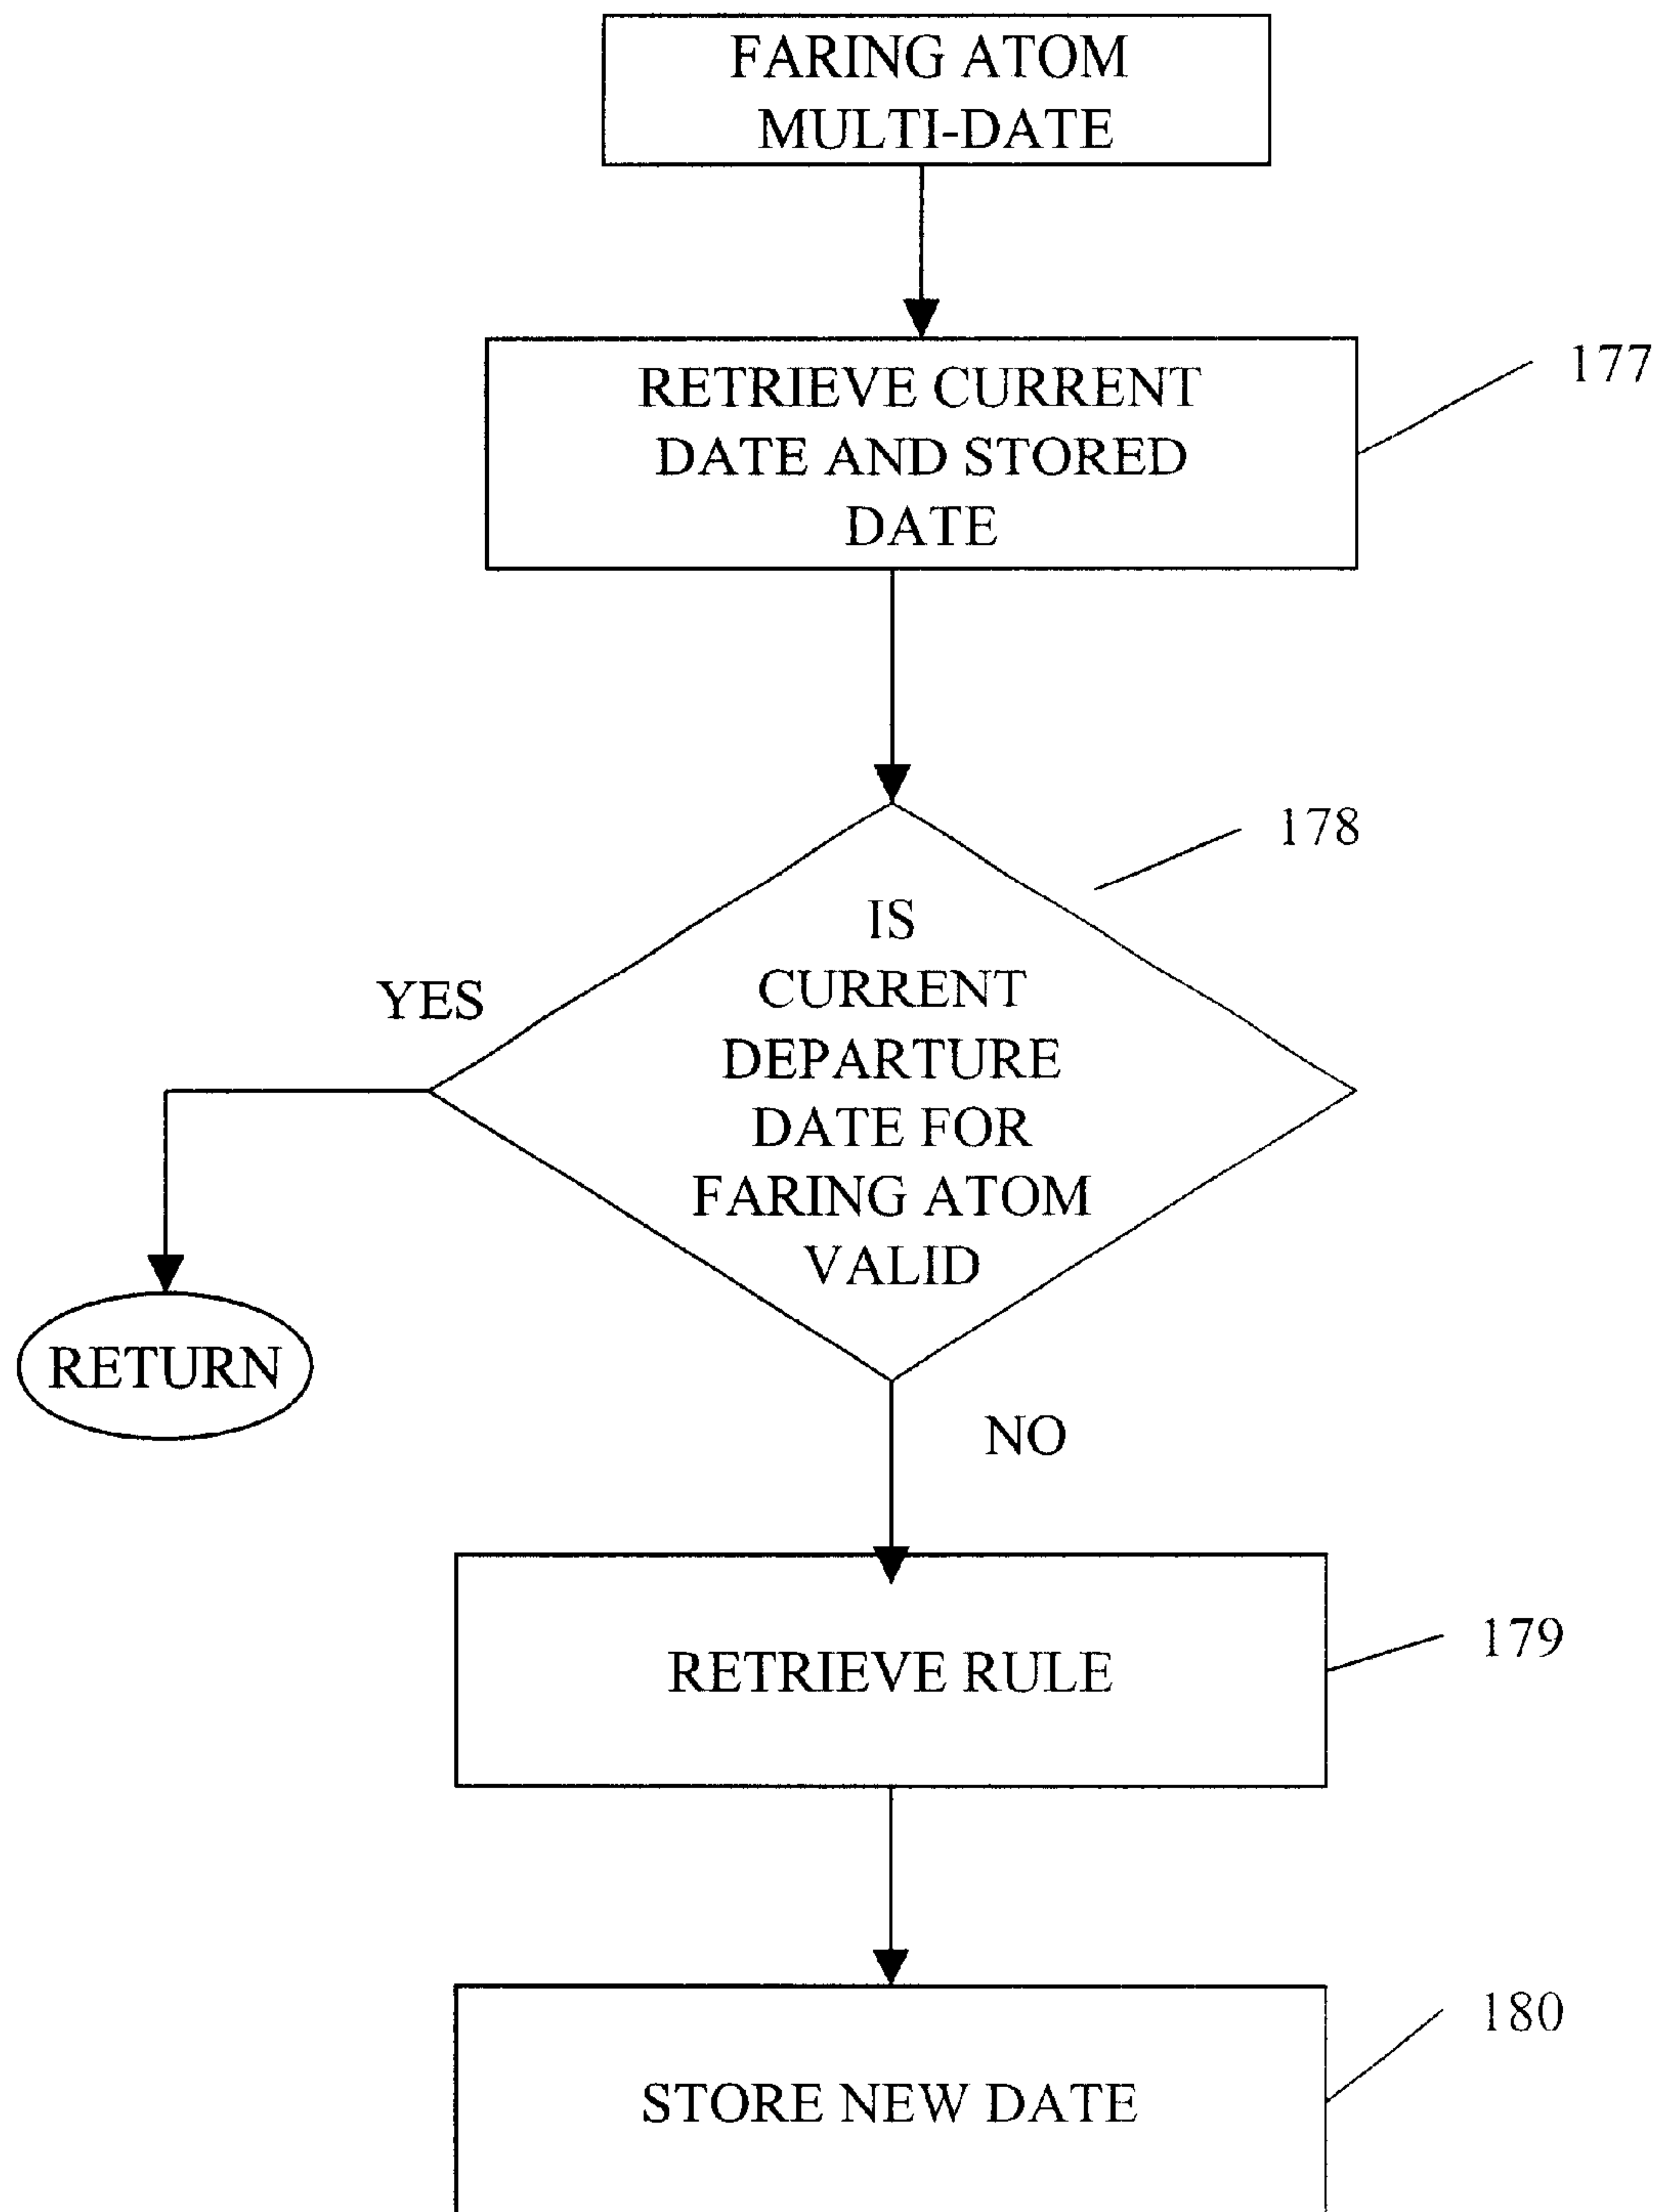 FARING ATOM
MULTI-DATE
RETRIEVE CURRENT
DATE AND STORED
DATE
177
178
IS
CURRENT
DEPARTURE
DATE FOR
FARING ATOM
VALID
YES
RETURN
NO
RETRIEVE RULE
179
STORE NEW DATE
180